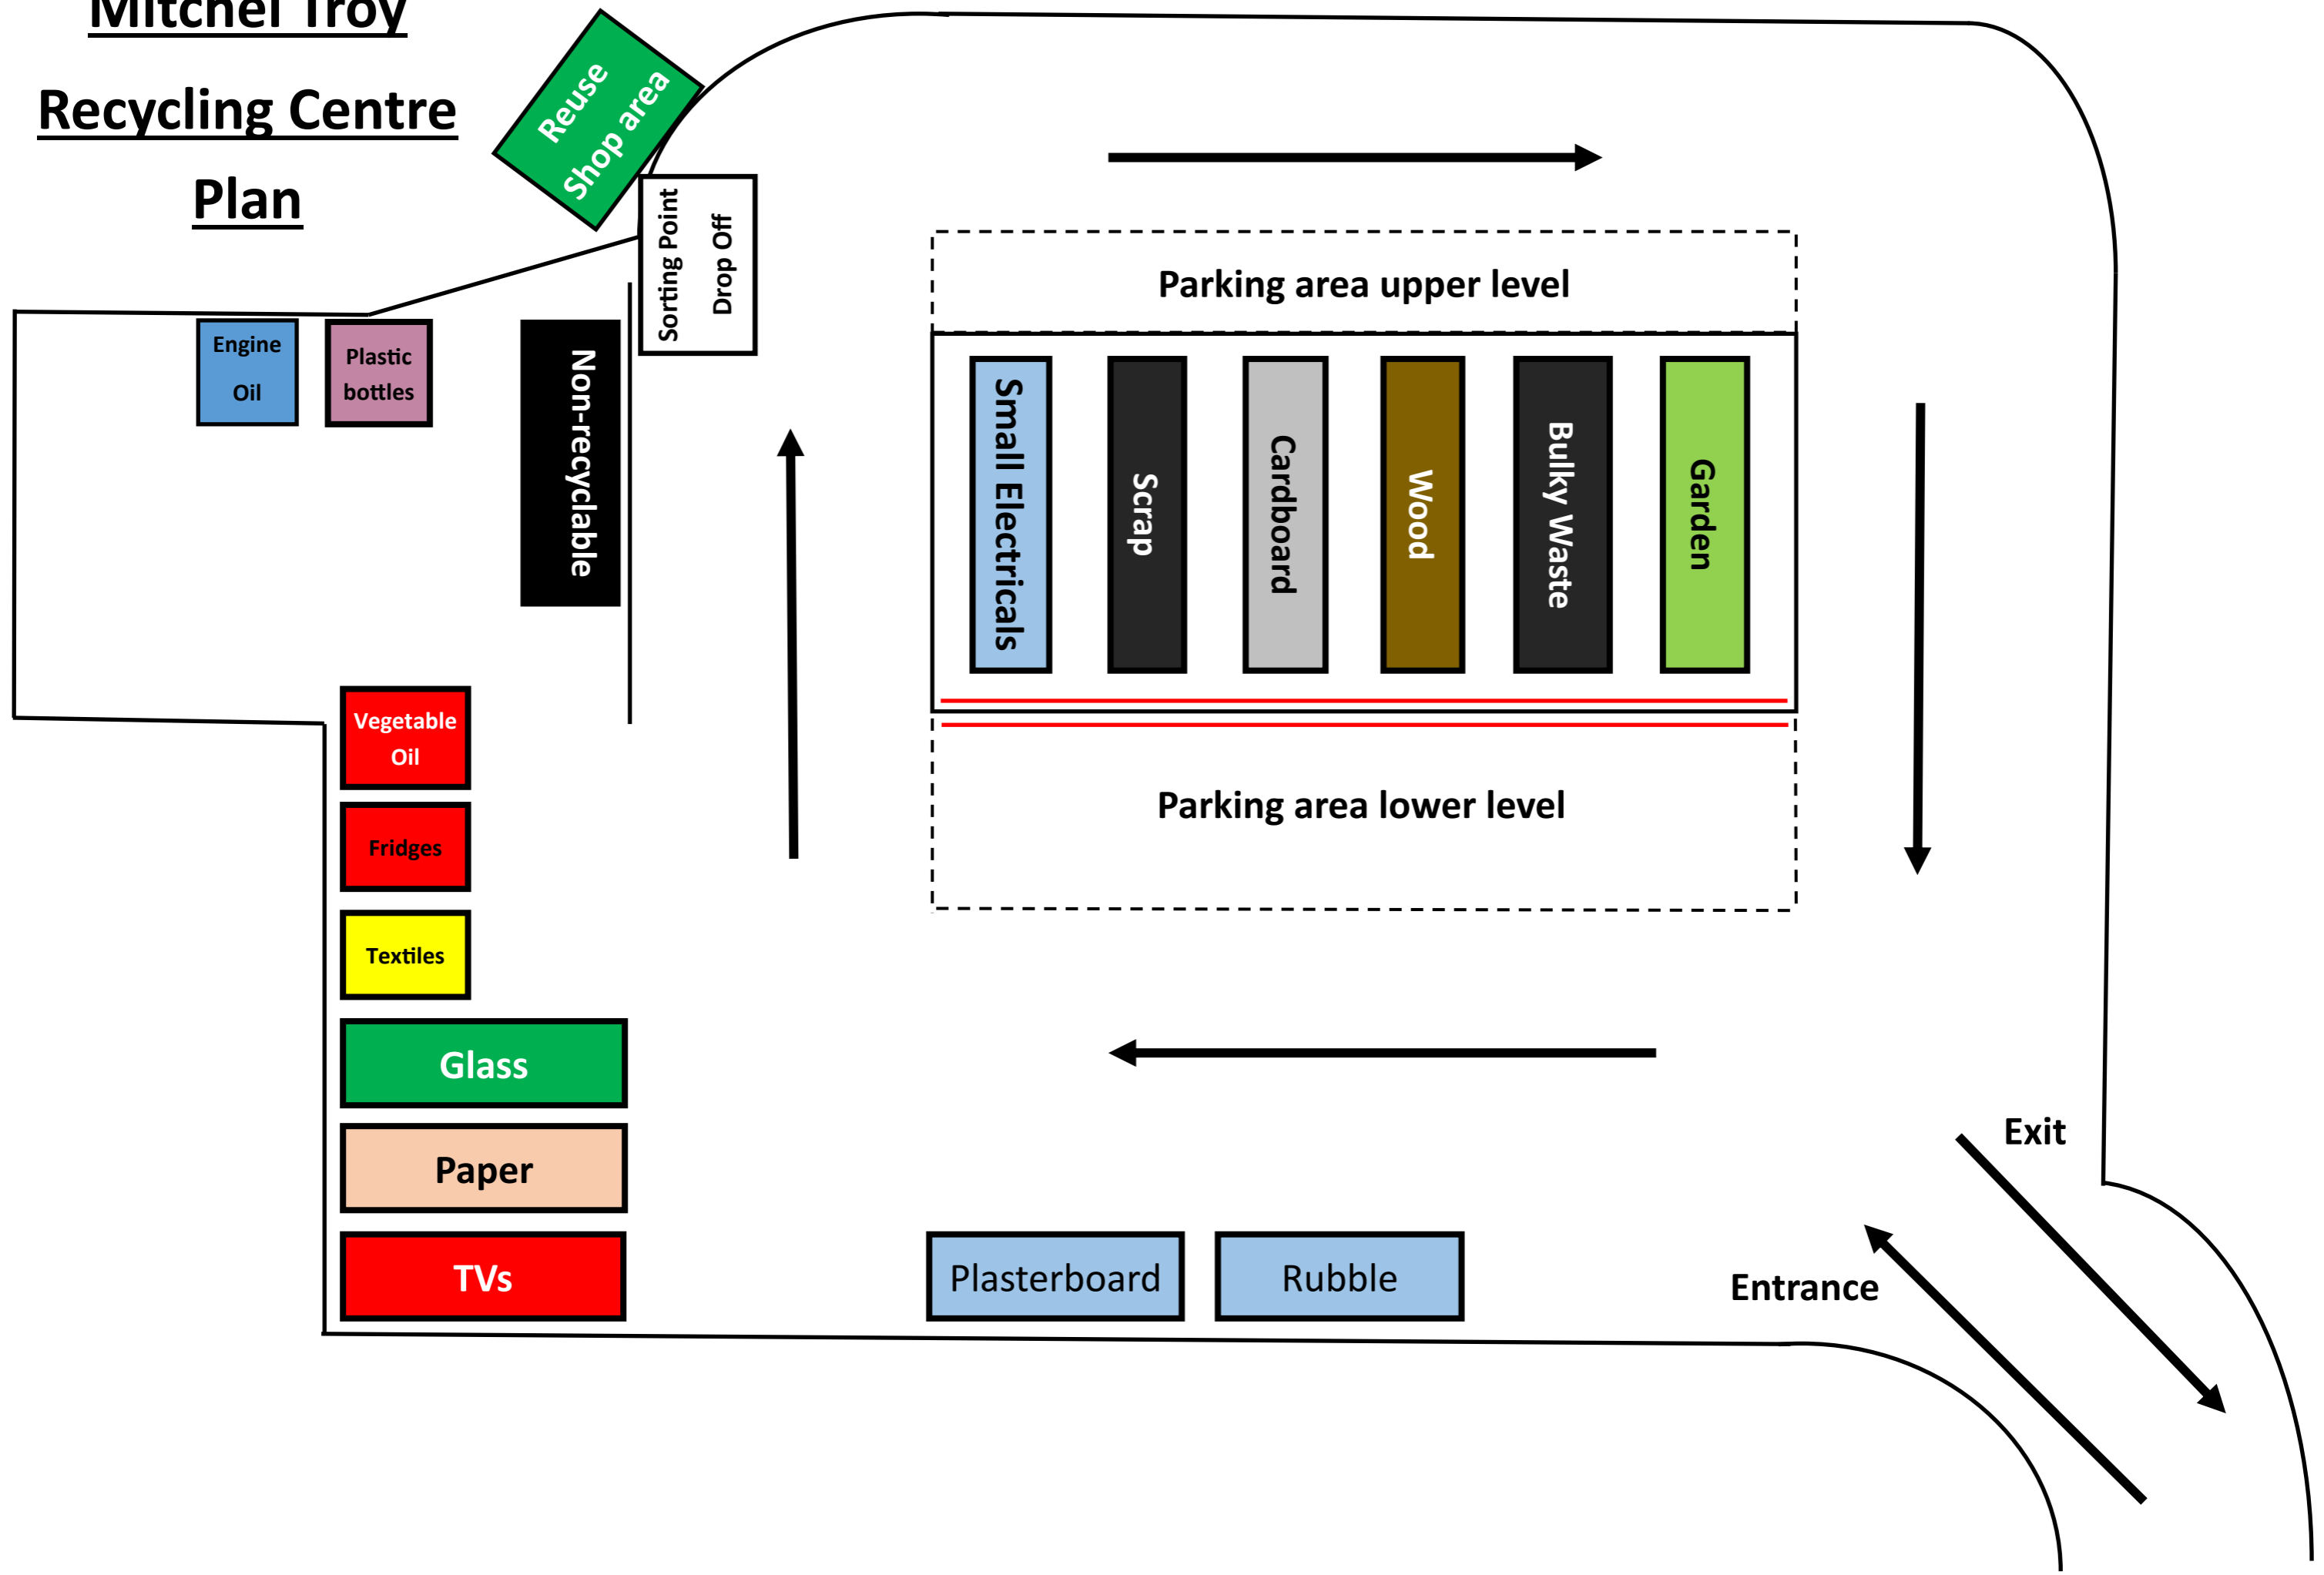 Mitchel Troy
Recycling Centre
Plan
Reuse
Shop area
Sorting Point
Drop Off
Parking area upper level
Engine
Oil
Plastic
bottles
Non-recyclable
Small Electricals
Scrap
Cardboard
Wood
Bulky Waste
Garden
Vegetable
Oil
Fridges
Textiles
Parking area lower level
Glass
Paper
TVs
Plasterboard
Rubble
Exit
Entrance